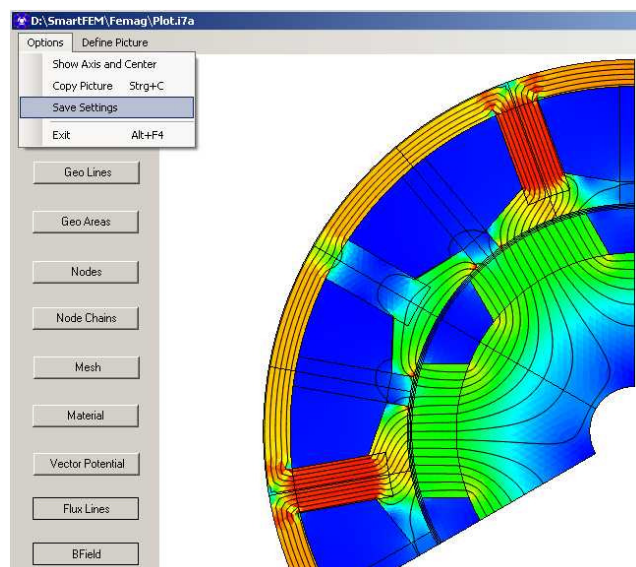 D:\SmartFEM\Femag\Plot.i7a
Options Define Picture
Show Axis and Center
Copy Picture Strg+C
Save Settings
Exit Alt+F4
Geo Lines
Geo Areas
Nodes
Node Chains
Mesh
Material
Vector Potential
Flux Lines
BField